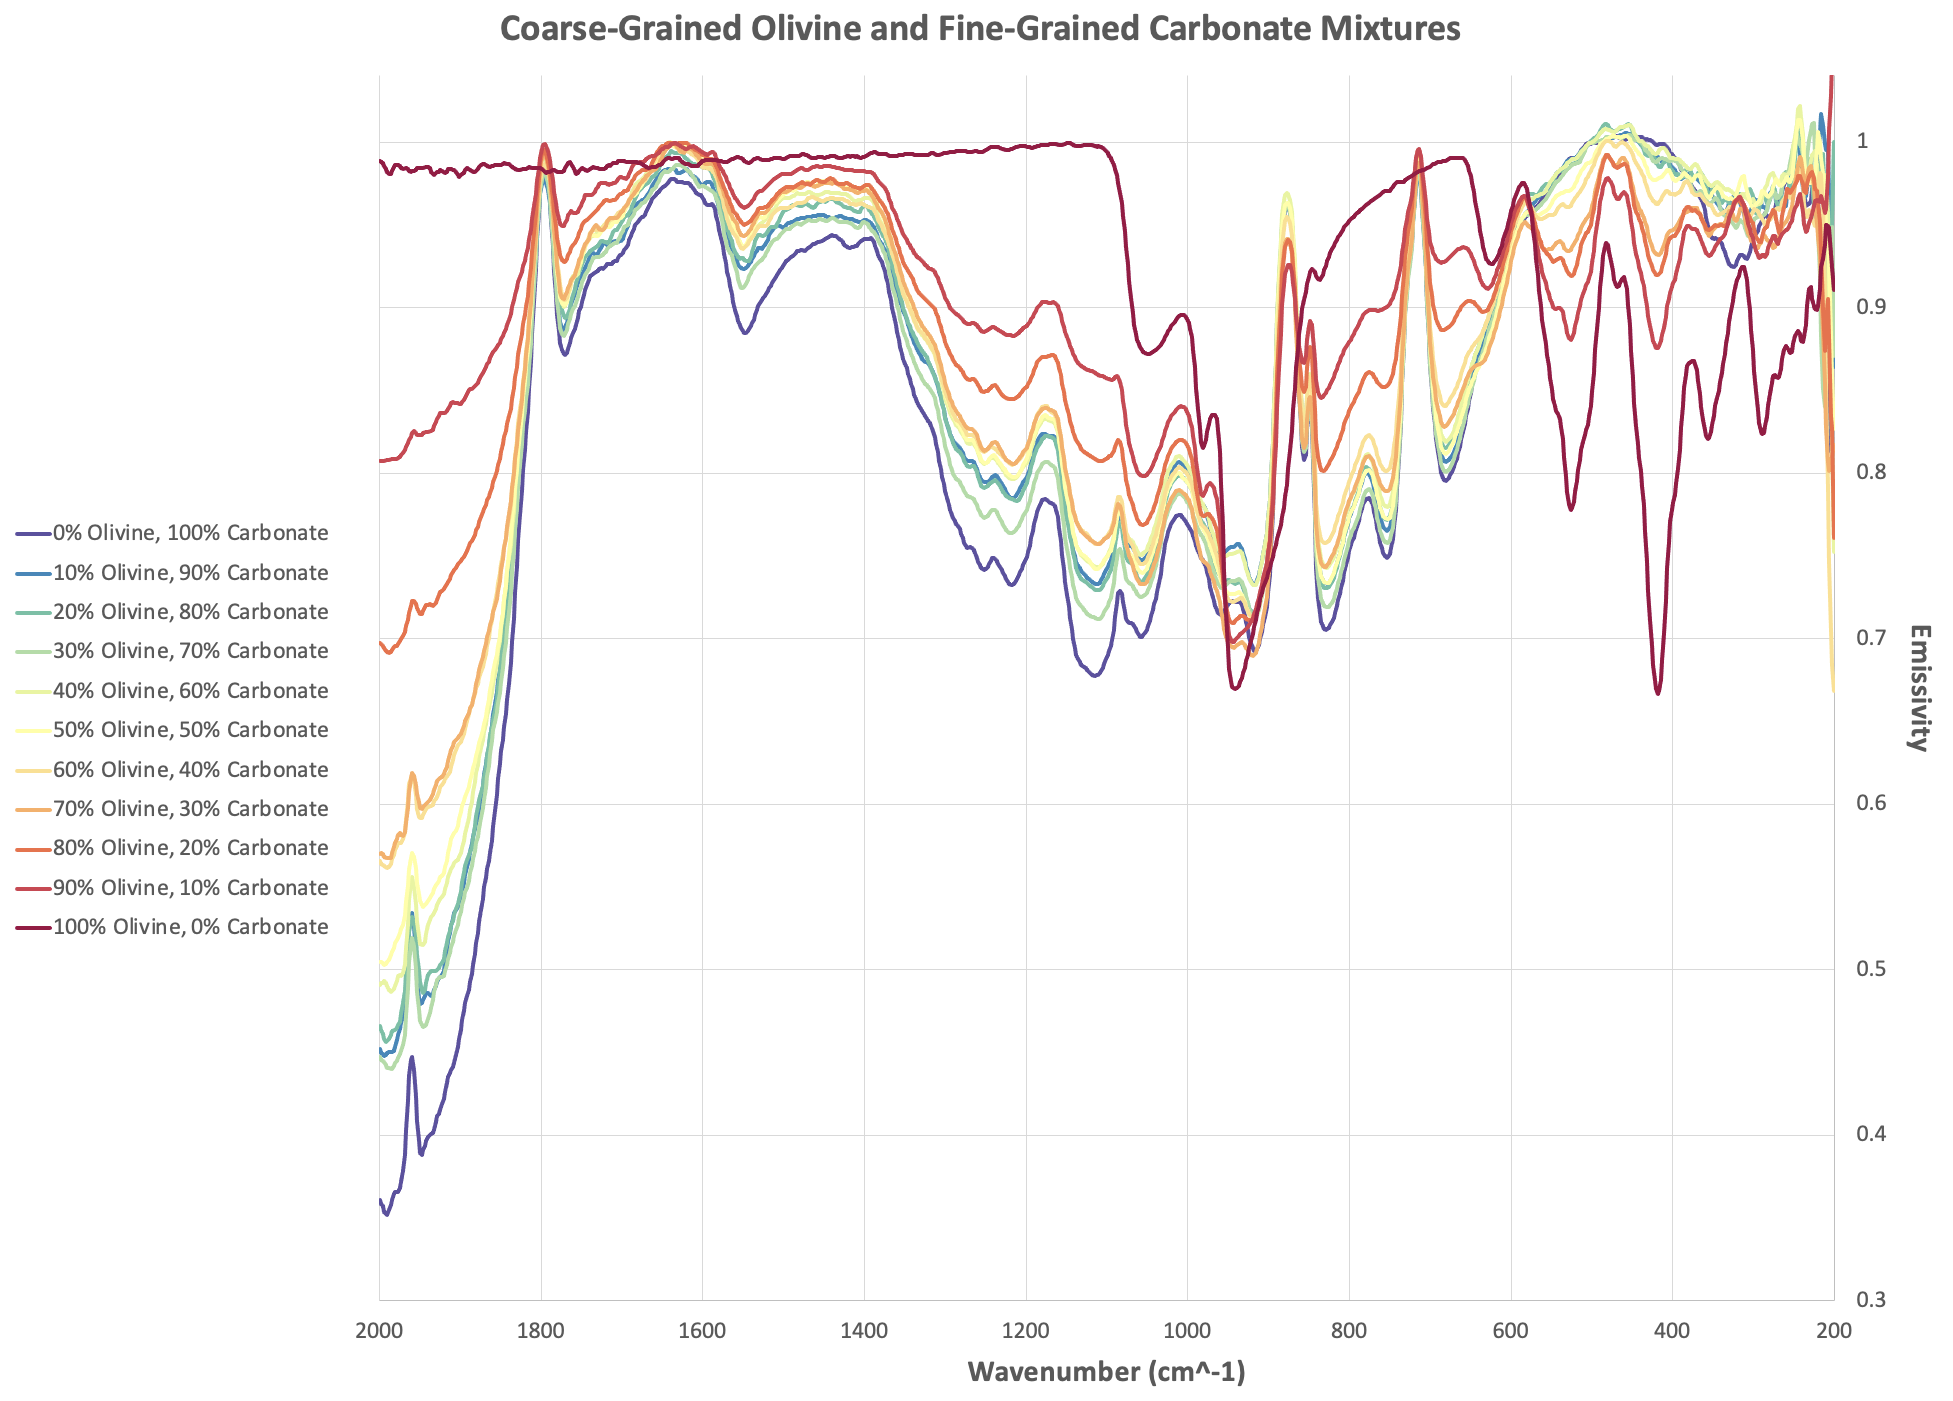 Coarse-Grained Olivine and Fine-Grained Carbonate Mixtures
0% Olivine, 100% Carbonate
10% Olivine, 90% Carbonate
20% Olivine, 80% Carbonate
30% Olivine, 70% Carbonate
40% Olivine, 60% Carbonate
50% Olivine, 50% Carbonate
60% Olivine, 40% Carbonate
70% Olivine, 30% Carbonate
80% Olivine, 20% Carbonate
90% Olivine, 10% Carbonate
100% Olivine, 0% Carbonate
1
0.9
0.8
0.7
0.6
0.5
0.4
0.3
Emissivity
2000 1800 1600 1400 1200 1000 800 600 400 200
Wavenumber (cm^-1)